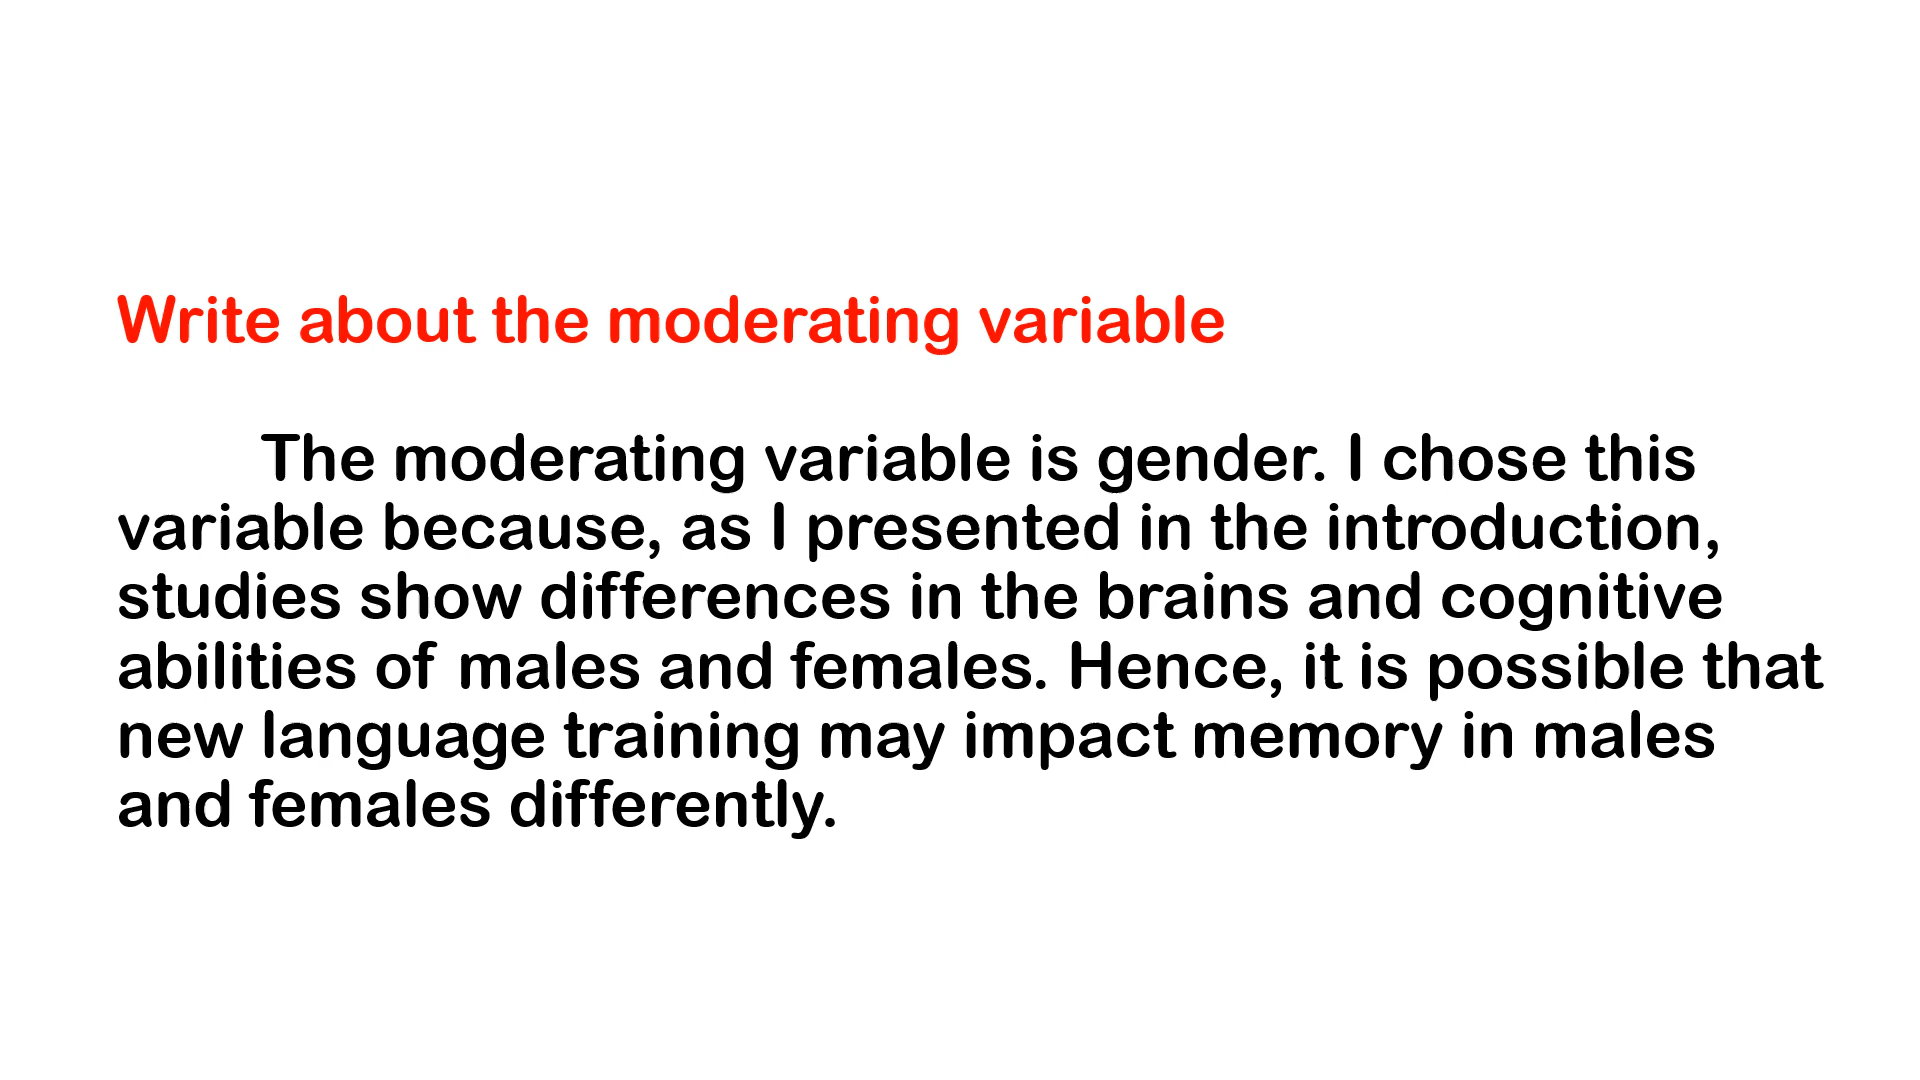 Write about the moderating variable
The moderating variable is gender. I chose this
variable because, as I presented in the introduction,
studies show differences in the brains and cognitive
abilities of males and females. Hence, it is possible that
new language training may impact memory in males
and females differently.